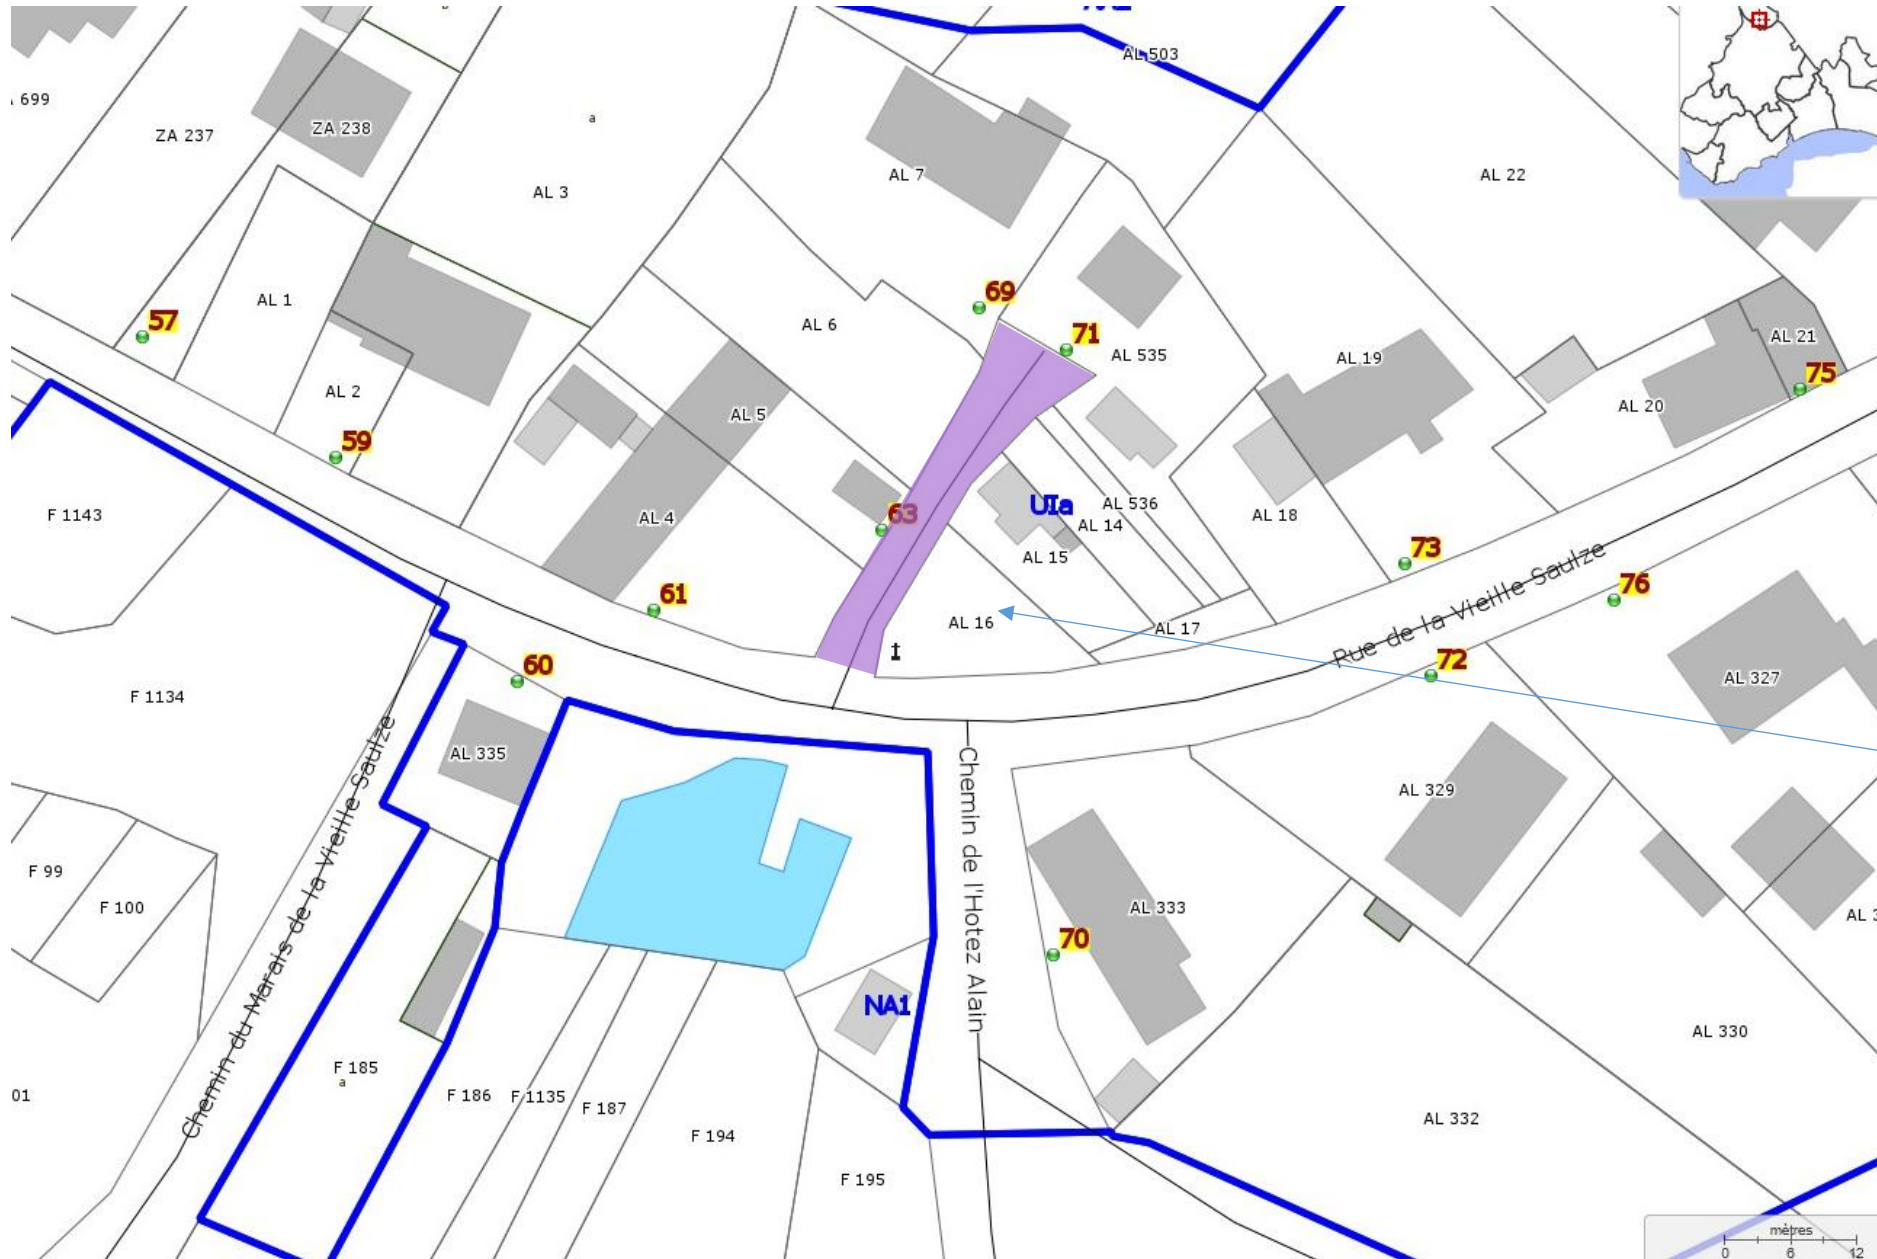 AL 503
699
ZA 237
ZA 238
a
AL 3
AL 7
AL 22
57
AL 1
69
AL 6
71
AL 535
AL 19
AL 21
75
AL 2
59
AL 5
AL 20
F 1143
AL 4
63
UIa
AL 536
AL 14
AL 18
AL 15
73
Rue de la Vieille Saulze
76
61
AL 16
AL 17
60
72
AL 327
F 1134
AL 335
Chemin du Marais de la Vieille Saulze
Chemin de l'Hotez Alain
AL 329
F 99
F 100
AL 333
70
NA1
AL 330
F 185
a
01
F 186
F 1135
F 187
F 194
AL 332
F 195
mètres
0 6 12